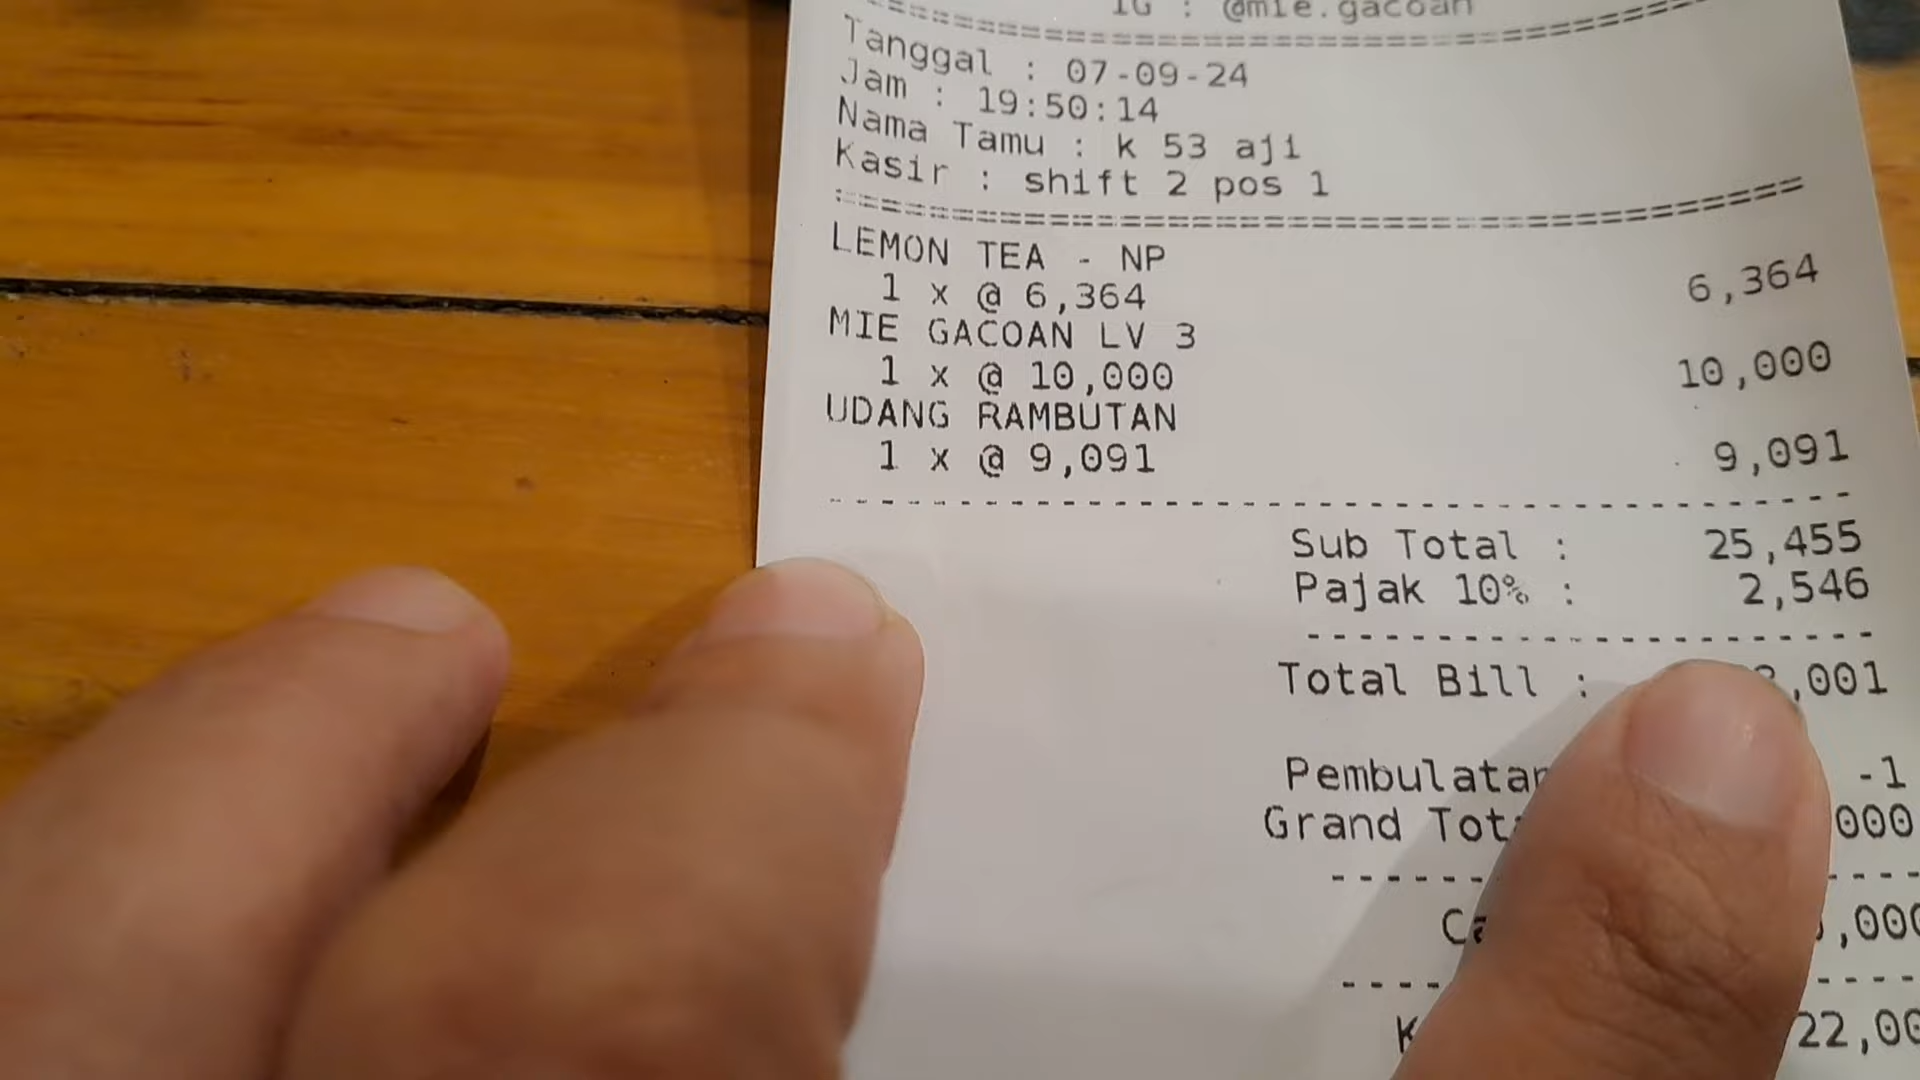 IG : @mie.gacoan
Tanggal : 07-09-24
Jam : 19:50:14
Nama Tamu : k 53 aji
Kasir : shift 2 pos 1
LEMON TEA - NP
1 x @ 6,364 6,364
MIE GACOAN LV 3
1 x @ 10,000 10,000
UDANG RAMBUTAN
1 x @ 9,091 9,091
Sub Total : 25,455
Pajak 10% : 2,546
Total Bill : ,001
Pembulatan -1
Grand 000
,000
22,00